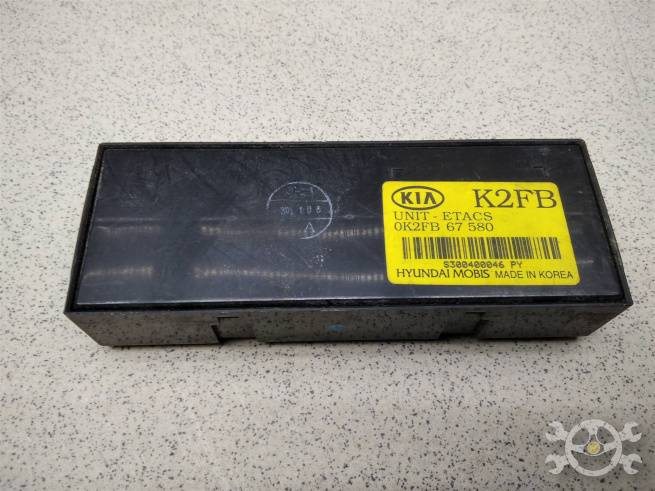 KIA K2FB
UNIT - ETACS
0K2FB 67 580
S300400046 PY
HYUNDAI MOBIS MADE IN KOREA
A